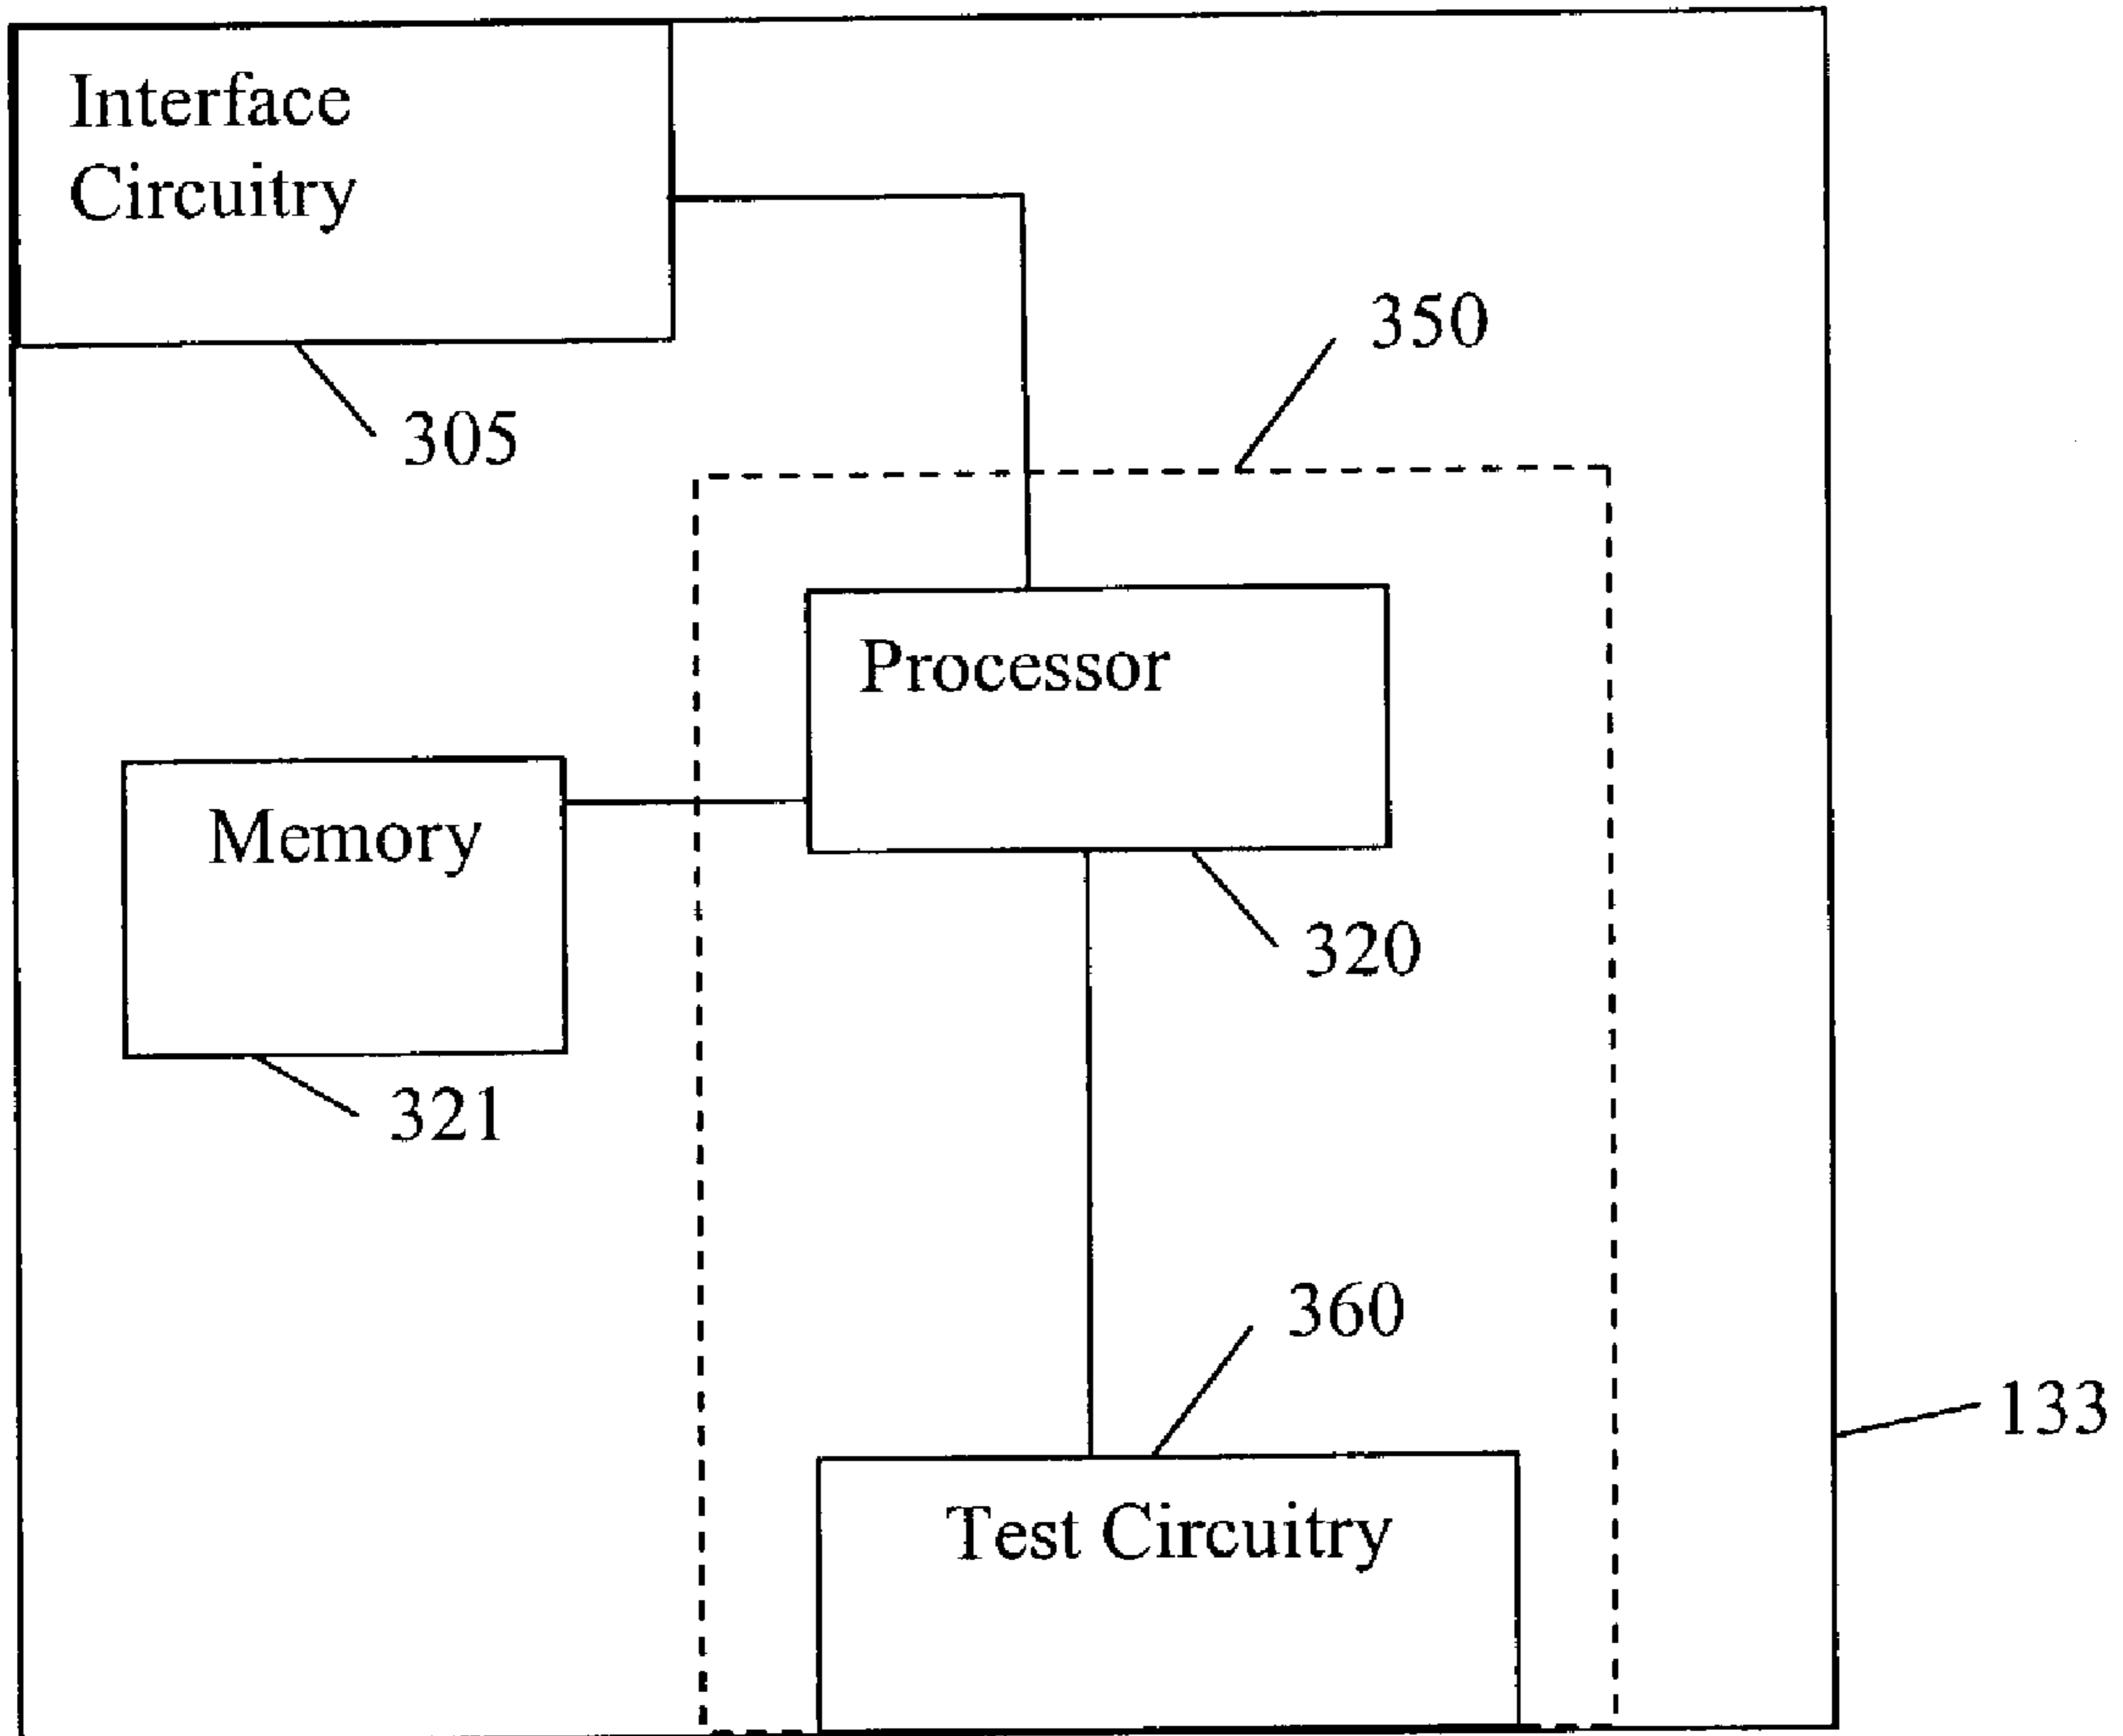 Interface
Circuitry
350
305
Processor
Memory
320
321
360
133
Test Circuitry